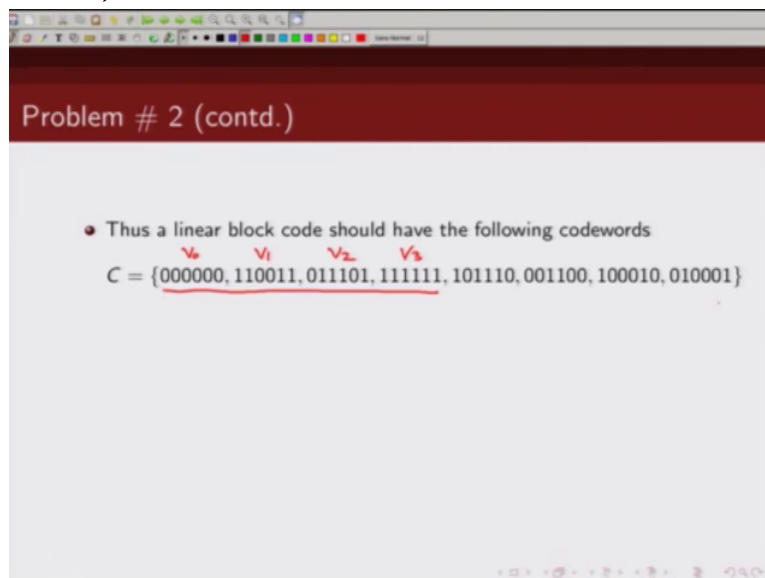 Problem # 2 (contd.)
Thus a linear block code should have the following codewords
V₀ V₁ V₂ V₃
C = {000000, 110011, 011101, 111111, 101110, 001100, 100010, 010001}